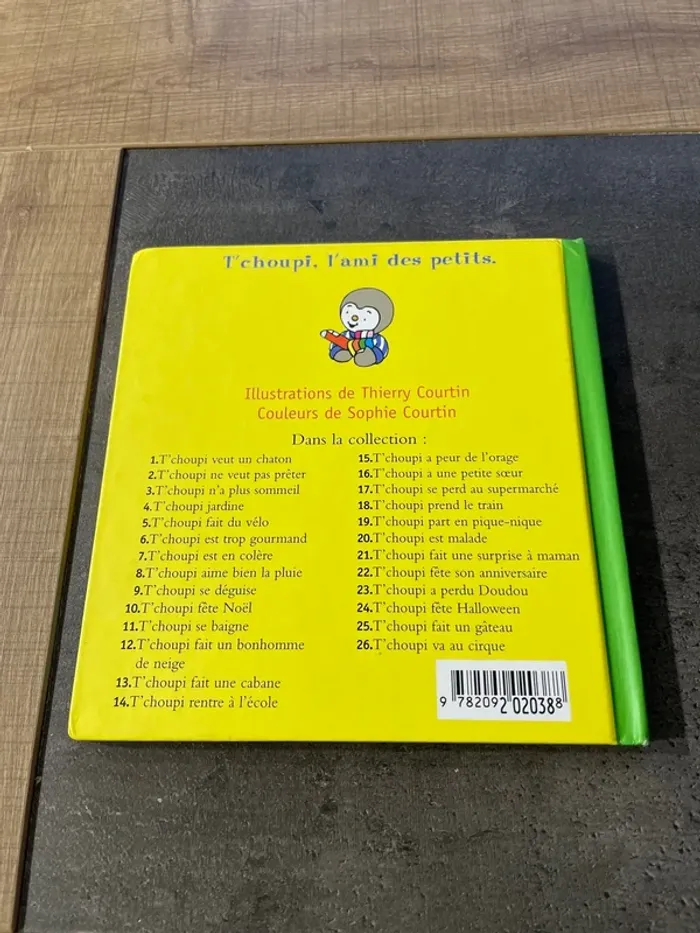 T'choupi, l'ami des petits.
Illustrations de Thierry Courtin
Couleurs de Sophie Courtin
Dans la collection :
1.T'choupi veut un chaton
2.T'choupi ne veut pas prêter
3.T'choupi n'a plus sommeil
4.T'choupi jardine
5.T'choupi fait du vélo
6.T'choupi est trop gourmand
7.T'choupi est en colère
8.T'choupi aime bien la pluie
9.T'choupi se déguise
10.T'choupi fête Noël
11.T'choupi se baigne
12.T'choupi fait un bonhomme
de neige
13.T'choupi fait une cabane
14.T'choupi rentre à l'école
15.T'choupi a peur de l'orage
16.T'choupi a une petite sœur
17.T'choupi se perd au supermarché
18.T'choupi prend le train
19.T'choupi part en pique-nique
20.T'choupi est malade
21.T'choupi fait une surprise à maman
22.T'choupi fête son anniversaire
23.T'choupi a perdu Doudou
24.T'choupi fête Halloween
25.T'choupi fait un gâteau
26.T'choupi va au cirque
9 782092 020388